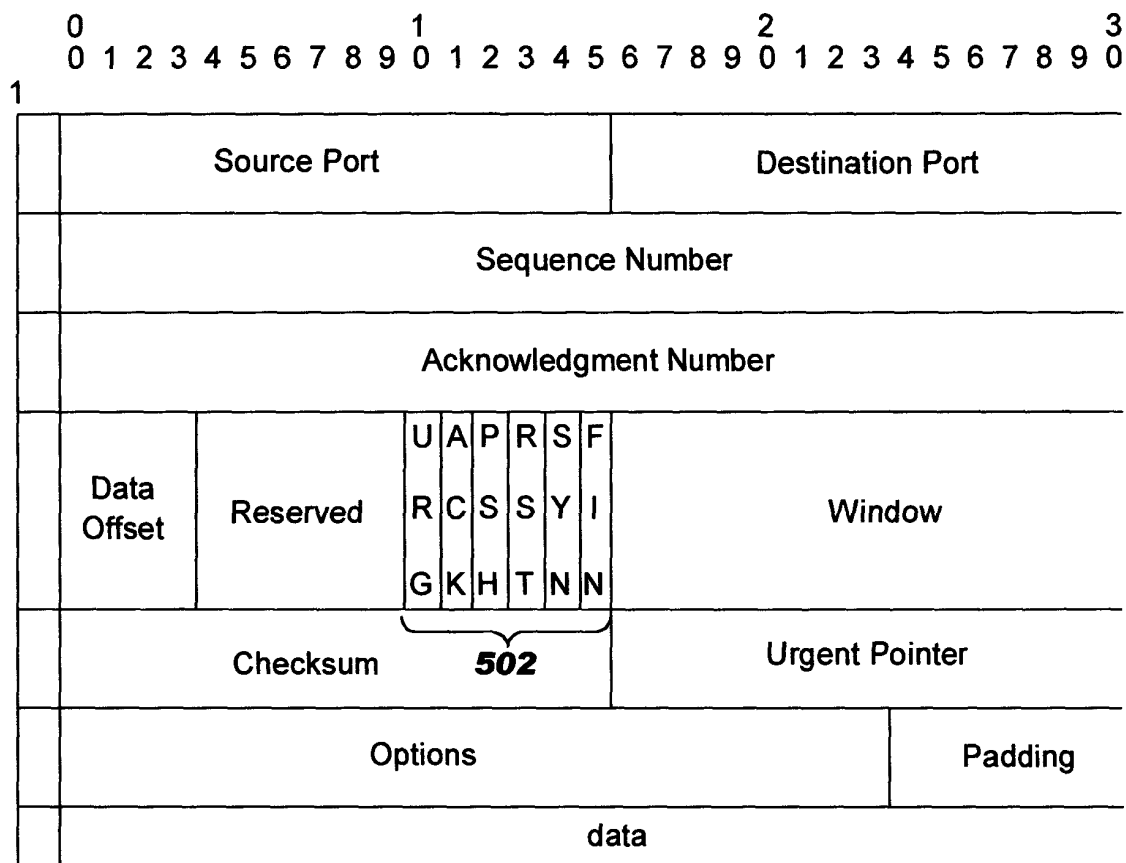 0 1 2 3
0 1 2 3 4 5 6 7 8 9 0 1 2 3 4 5 6 7 8 9 0 1 2 3 4 5 6 7 8 9 0
1
Source Port Destination Port
Sequence Number
Acknowledgment Number
U A P R S F
Data Offset Reserved R C S S Y I Window
G K H T N N
Checksum 502 Urgent Pointer
Options Padding
data